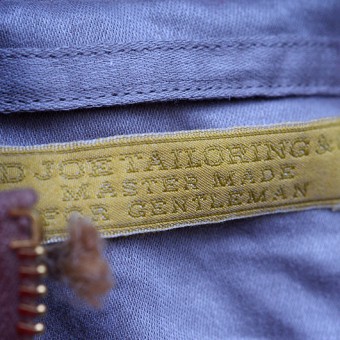 D JOE TAILORING &
MASTER MADE
FOR GENTLEMAN